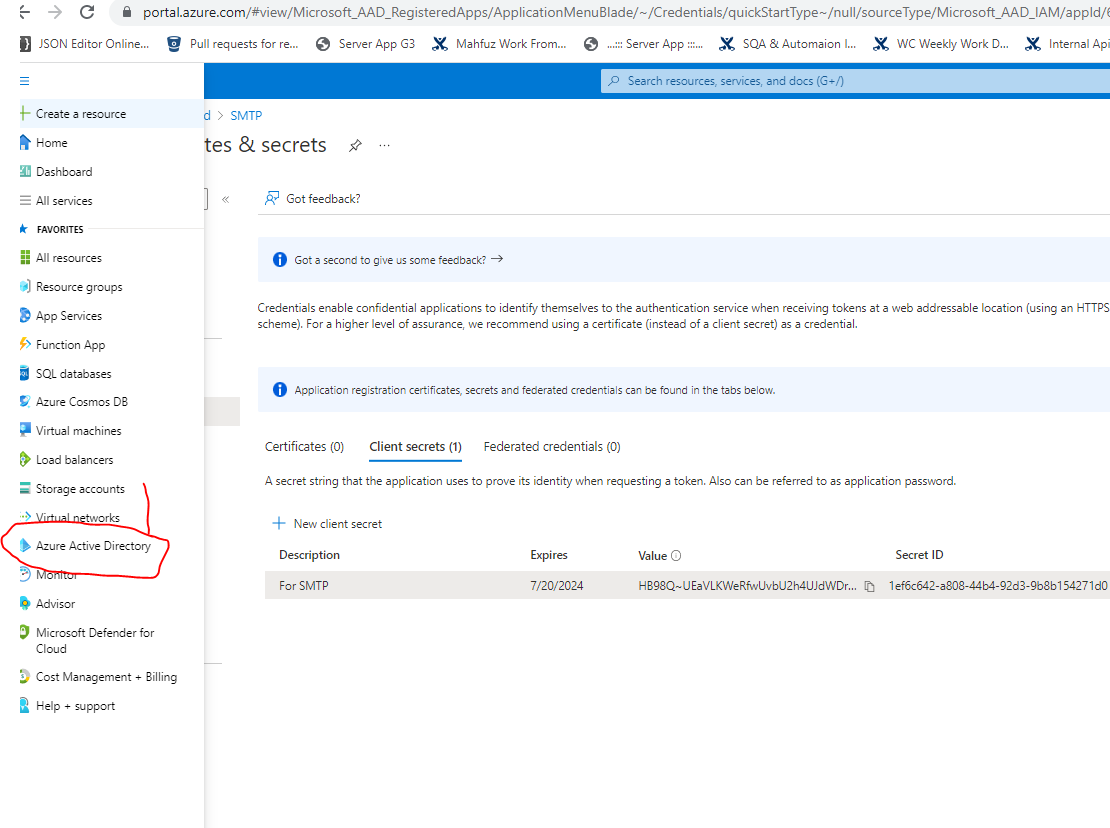 portal.azure.com/#view/Microsoft_AAD_RegisteredApps/ApplicationMenuBlade/~/Credentials/quickStartType~/null/sourceType/Microsoft_AAD_IAM/appId/
JSON Editor Online... Pull requests for re... Server App G3 Mahfuz Work From... ...::: Server App :::... SQA & Automaion I... WC Weekly Work D... Internal Api
Search resources, services, and docs (G+/)
Create a resource
Home
Dashboard
All services
FAVORITES
All resources
Resource groups
App Services
Function App
SQL databases
Azure Cosmos DB
Virtual machines
Load balancers
Storage accounts
Virtual networks
Azure Active Directory
Monitor
Advisor
Microsoft Defender for
Cloud
Cost Management + Billing
Help + support
d > SMTP
tes & secrets ...
«
Got feedback?
Got a second to give us some feedback? →
Credentials enable confidential applications to identify themselves to the authentication service when receiving tokens at a web addressable location (using an HTTPS
scheme). For a higher level of assurance, we recommend using a certificate (instead of a client secret) as a credential.
Application registration certificates, secrets and federated credentials can be found in the tabs below.
Certificates (0) Client secrets (1) Federated credentials (0)
A secret string that the application uses to prove its identity when requesting a token. Also can be referred to as application password.
New client secret
Description Expires Value Secret ID
For SMTP 7/20/2024 HB98Q~UEaVLKWeRfwUvbU2h4UJdWDr... 1ef6c642-a808-44b4-92d3-9b8b154271d0